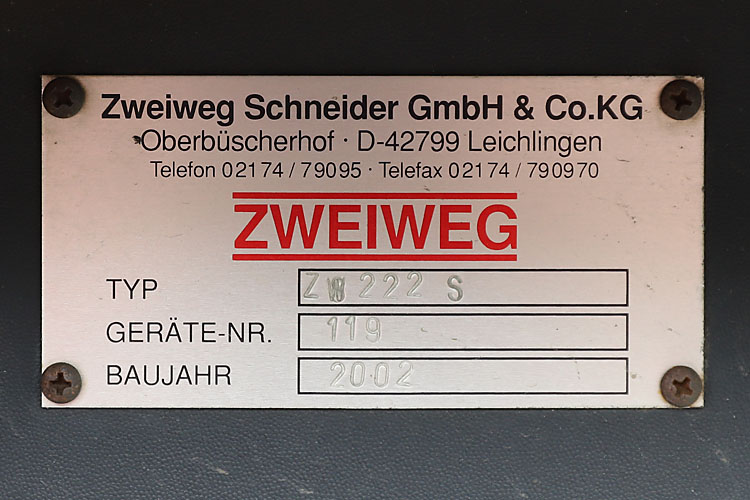 Zweiweg Schneider GmbH & Co.KG
Oberbüscherhof · D-42799 Leichlingen
Telefon 02174 / 79095 · Telefax 02174 / 790970
ZWEIWEG
TYP ZW 222 S
GERÄTE-NR. 119
BAUJAHR 2002